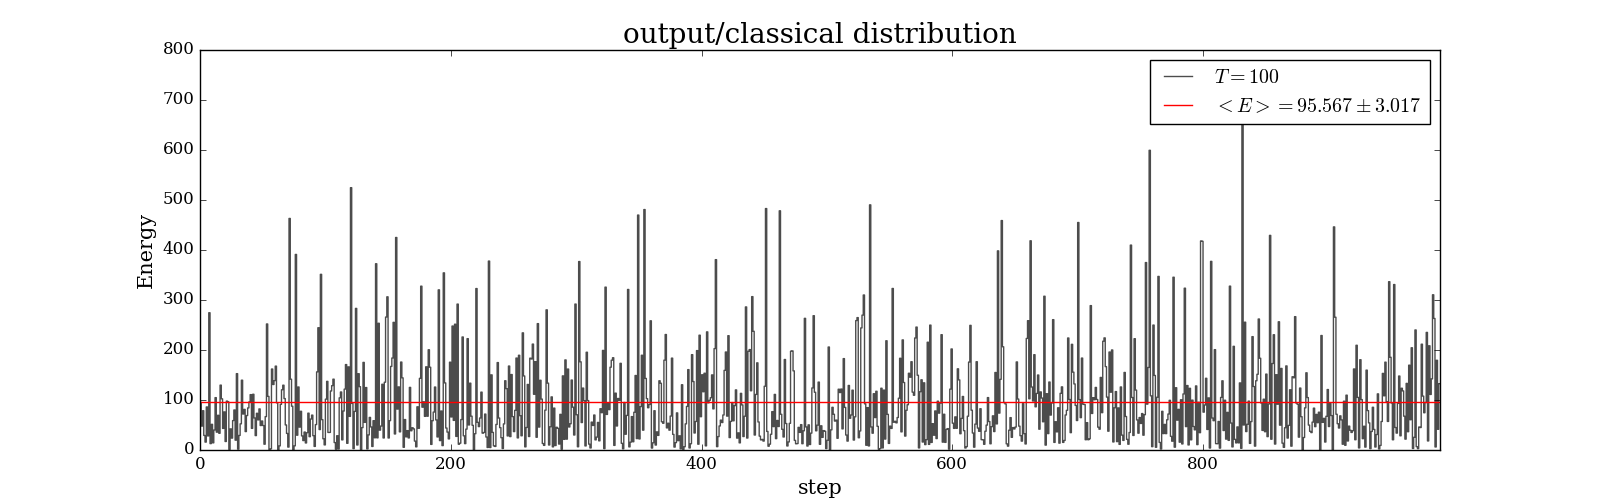 output/classical distribution
800
700
600
500
400
300
200
100
0
Energy
T = 100
< E > = 95.567 ± 3.017
0 200 400 600 800
step